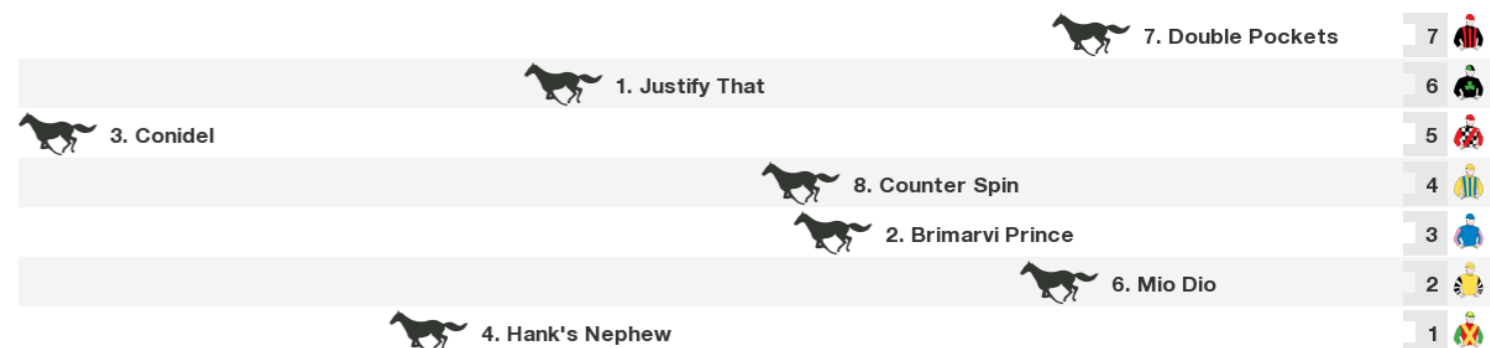 7. Double Pockets 7
1. Justify That 6
3. Conidel 5
8. Counter Spin 4
2. Brimarvi Prince 3
6. Mio Dio 2
4. Hank's Nephew 1